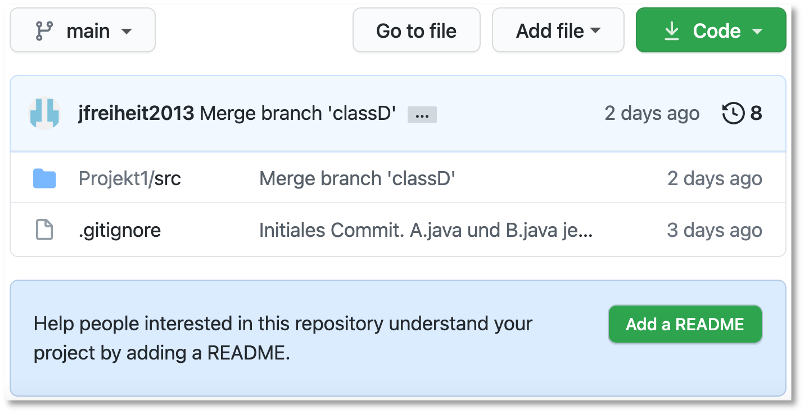 main Go to file Add file Code
jfreiheit2013 Merge branch 'classD' ... 2 days ago 8
Projekt1/src Merge branch 'classD' 2 days ago
.gitignore Initiales Commit. A.java und B.java je... 3 days ago
Help people interested in this repository understand your
project by adding a README.
Add a README